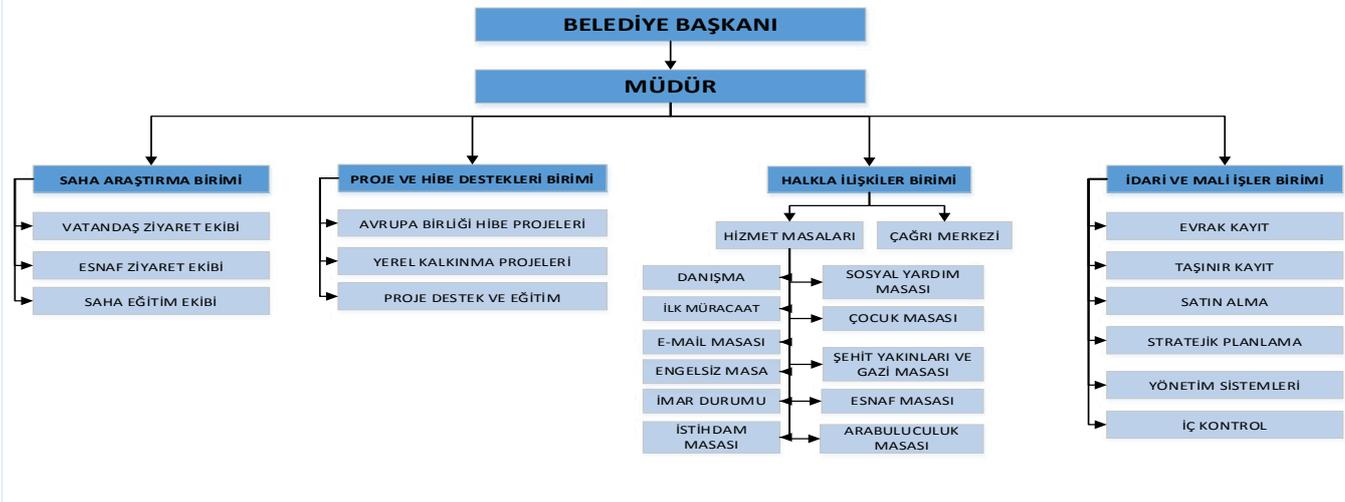 BELEDİYE BAŞKANI
MÜDÜR
SAHA ARAŞTIRMA BİRİMİ
VATANDAŞ ZİYARET EKİBİ
ESNAF ZİYARET EKİBİ
SAHA EĞİTİM EKİBİ
PROJE VE HİBE DESTEKLERİ BİRİMİ
AVRUPA BİRLİĞİ HİBE PROJELERİ
YEREL KALKINMA PROJELERİ
PROJE DESTEK VE EĞİTİM
HALKLA İLİŞKİLER BİRİMİ
HİZMET MASALARI
ÇAĞRI MERKEZİ
DANIŞMA
İLK MÜRACAAT
E-MAİL MASASI
ENGELSİZ MASA
İMAR DURUMU
İSTİHDAM
MASASI
SOSYAL YARDIM
MASASI
ÇOCUK MASASI
ŞEHİT YAKINLARI VE
GAZİ MASASI
ESNAF MASASI
ARABULUCULUK
MASASI
İDARİ VE MALİ İŞLER BİRİMİ
EVRAK KAYIT
TAŞINIR KAYIT
SATIN ALMA
STRATEJİK PLANLAMA
YÖNETİM SİSTEMLERİ
İÇ KONTROL